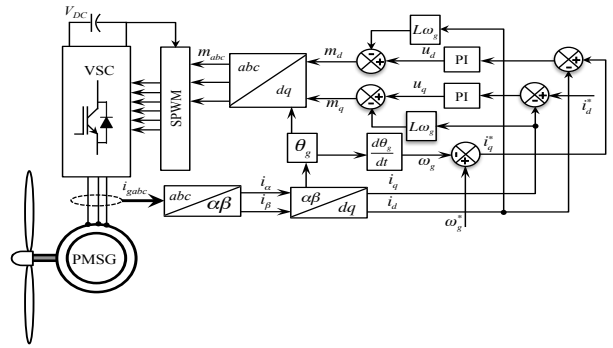 V_DC
VSC
SPWM
m_abc
abc
dq
m_d
m_q
Lω_g
u_d
PI
u_q
PI
Lω_g
i_d^*
i_q^*
θ_g
dθ_g
dt
ω_g
i_gabc
abc
αβ
i_α
i_β
αβ
dq
i_q
i_d
ω_g^*
PMSG